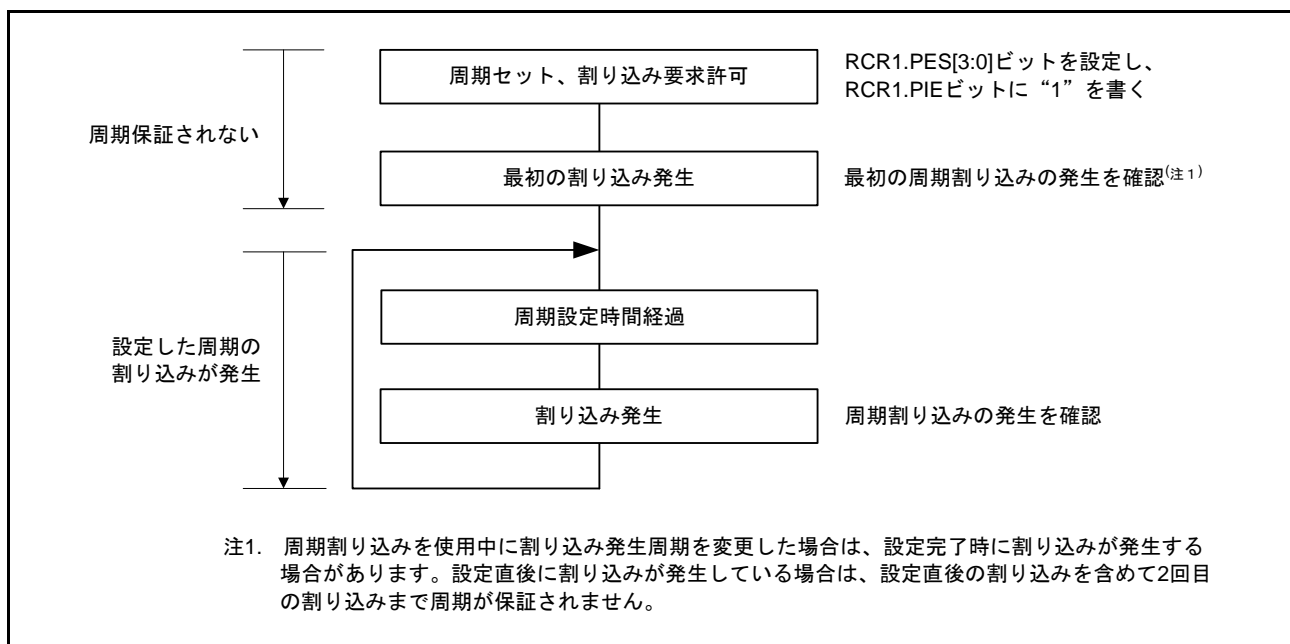 周期セット、割り込み要求許可
RCR1.PES[3:0]ビットを設定し、
RCR1.PIEビットに“1”を書く
周期保証されない
最初の割り込み発生
最初の周期割り込みの発生を確認(注1)
周期設定時間経過
設定した周期の
割り込みが発生
割り込み発生
周期割り込みの発生を確認
注1. 周期割り込みを使用中に割り込み発生周期を変更した場合は、設定完了時に割り込みが発生する
場合があります。設定直後に割り込みが発生している場合は、設定直後の割り込みを含めて2回目
の割り込みまで周期が保証されません。